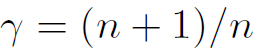 γ = (n + 1)/n